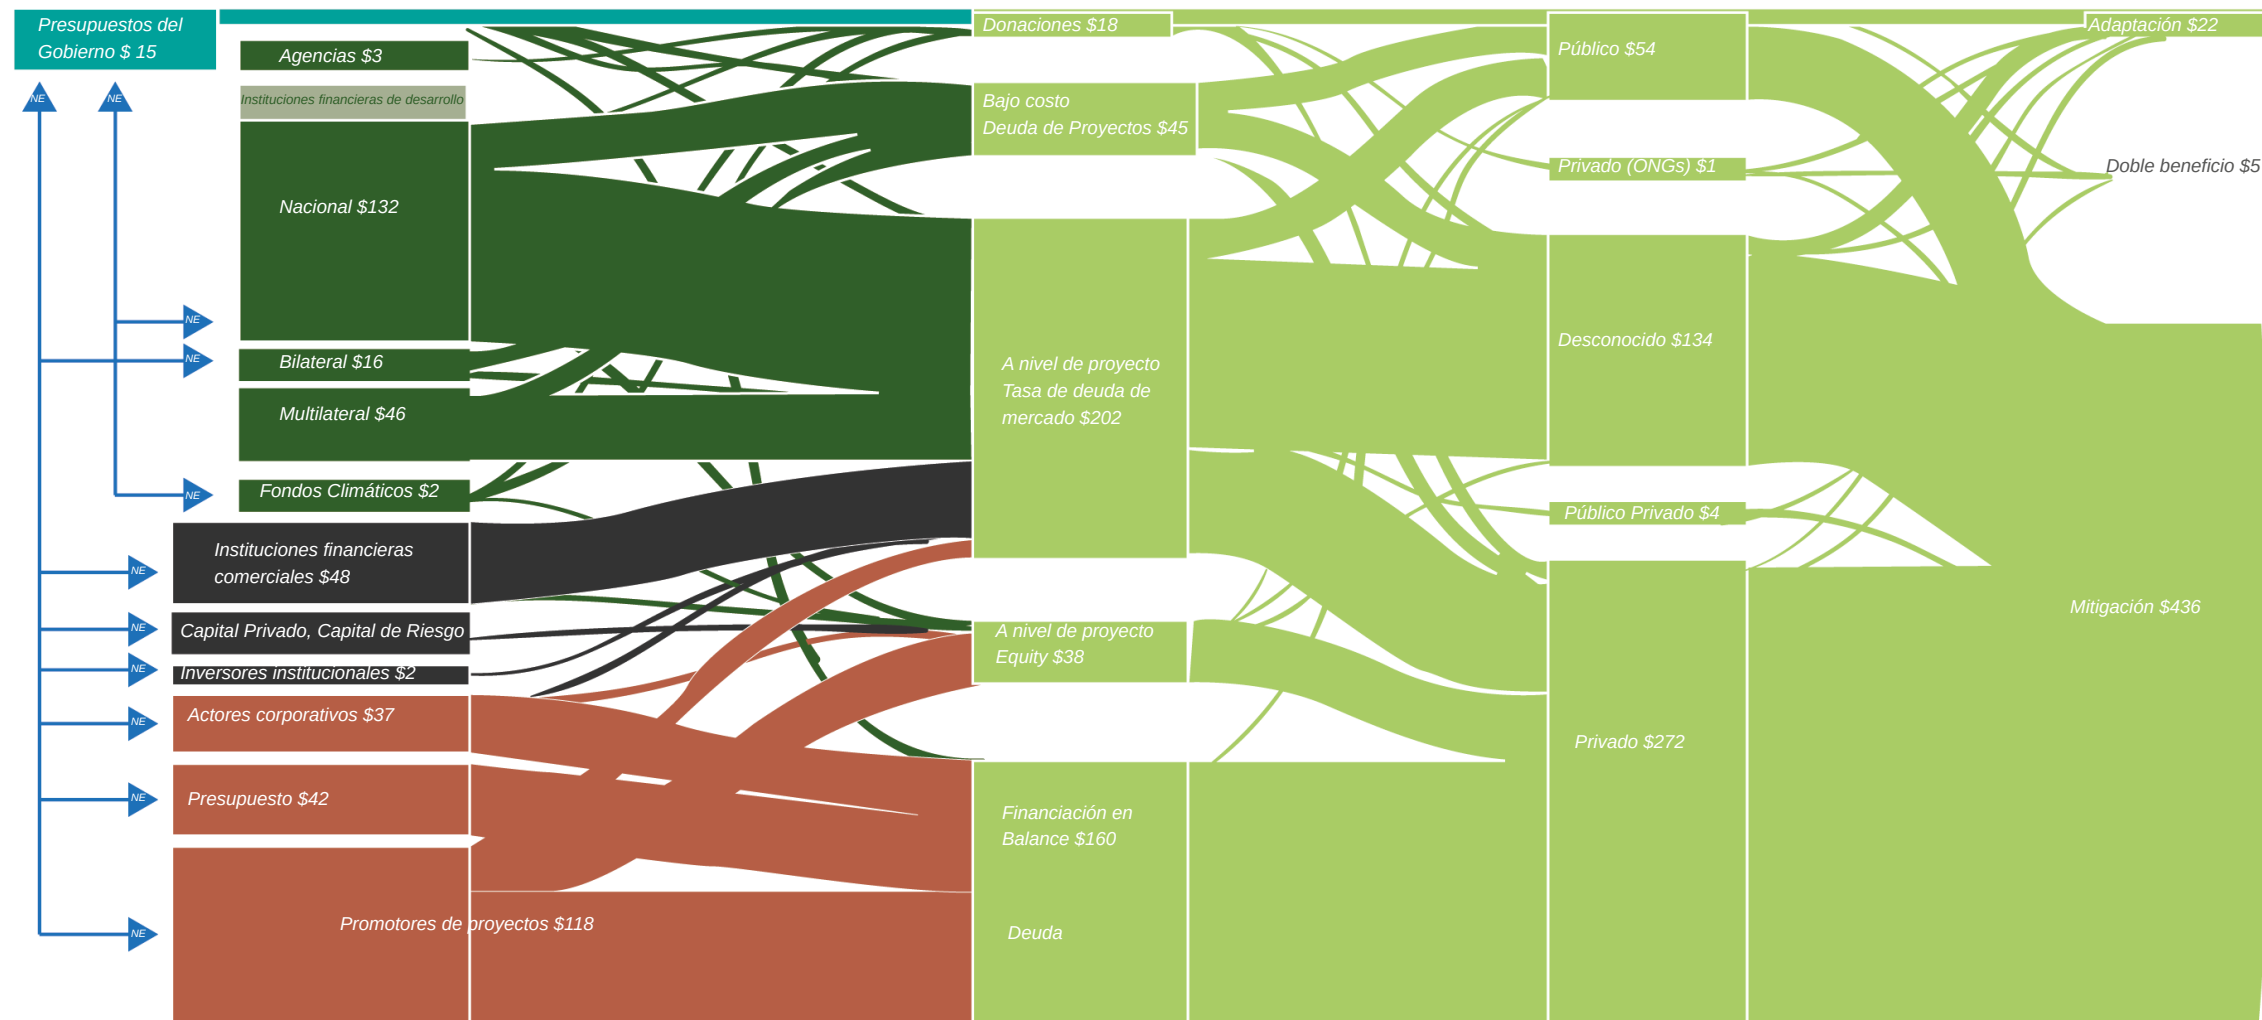 Presupuestos del
Gobierno $ 15
Agencias $3
Instituciones financieras de desarrollo
Nacional $132
Bilateral $16
Multilateral $46
Fondos Climáticos $2
Instituciones financieras
comerciales $48
Capital Privado, Capital de Riesgo
Inversores institucionales $2
Actores corporativos $37
Presupuesto $42
Promotores de proyectos $118
NE
NE
NE
NE
NE
NE
NE
NE
NE
NE
NE
Donaciones $18
Bajo costo
Deuda de Proyectos $45
A nivel de proyecto
Tasa de deuda de
mercado $202
A nivel de proyecto
Equity $38
Financiación en
Balance $160
Deuda
Público $54
Privado (ONGs) $1
Desconocido $134
Público Privado $4
Privado $272
Adaptación $22
Doble beneficio $5
Mitigación $436